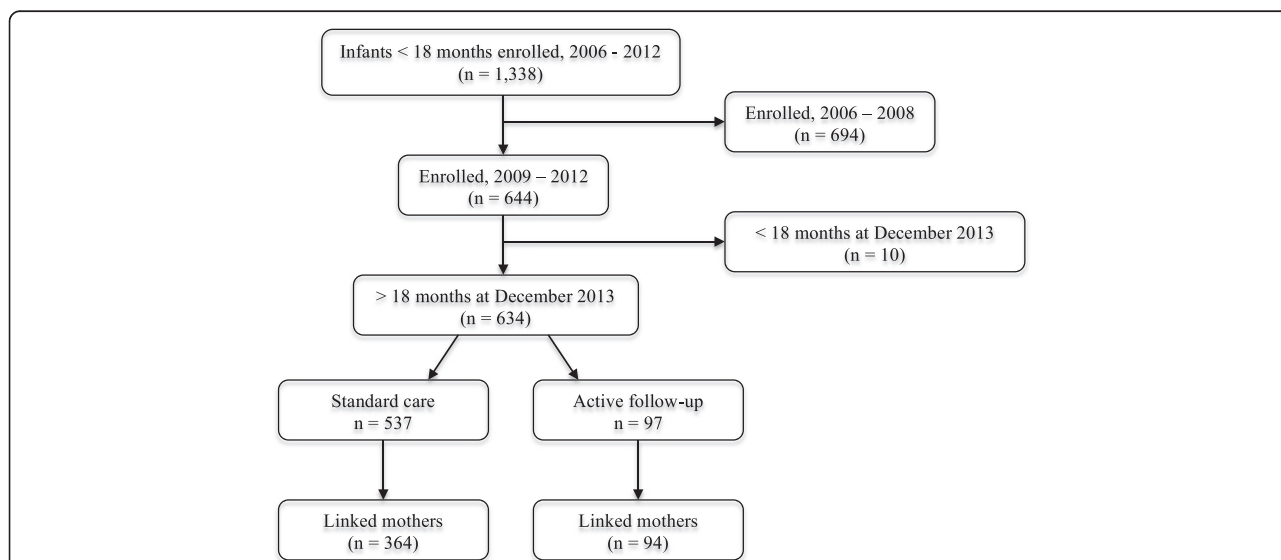 Infants < 18 months enrolled, 2006 - 2012
(n = 1,338)
Enrolled, 2006 – 2008
(n = 694)
Enrolled, 2009 – 2012
(n = 644)
< 18 months at December 2013
(n = 10)
> 18 months at December 2013
(n = 634)
Standard care
n = 537
Active follow-up
n = 97
Linked mothers
(n = 364)
Linked mothers
(n = 94)